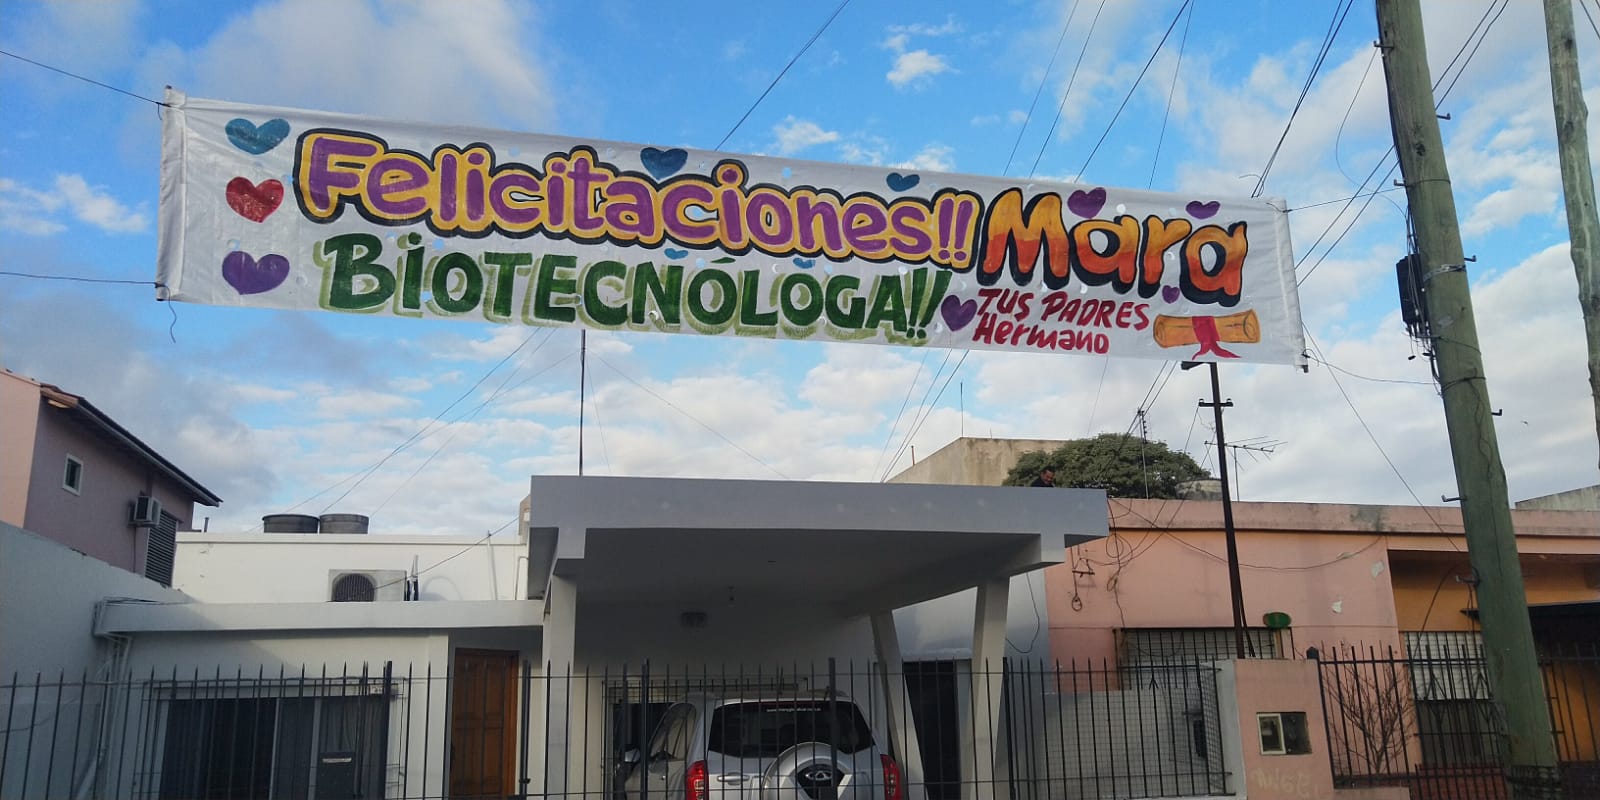 Felicitaciones!! Mara
BIOTECNÓLOGA!!
TUS PADRES
Hermano